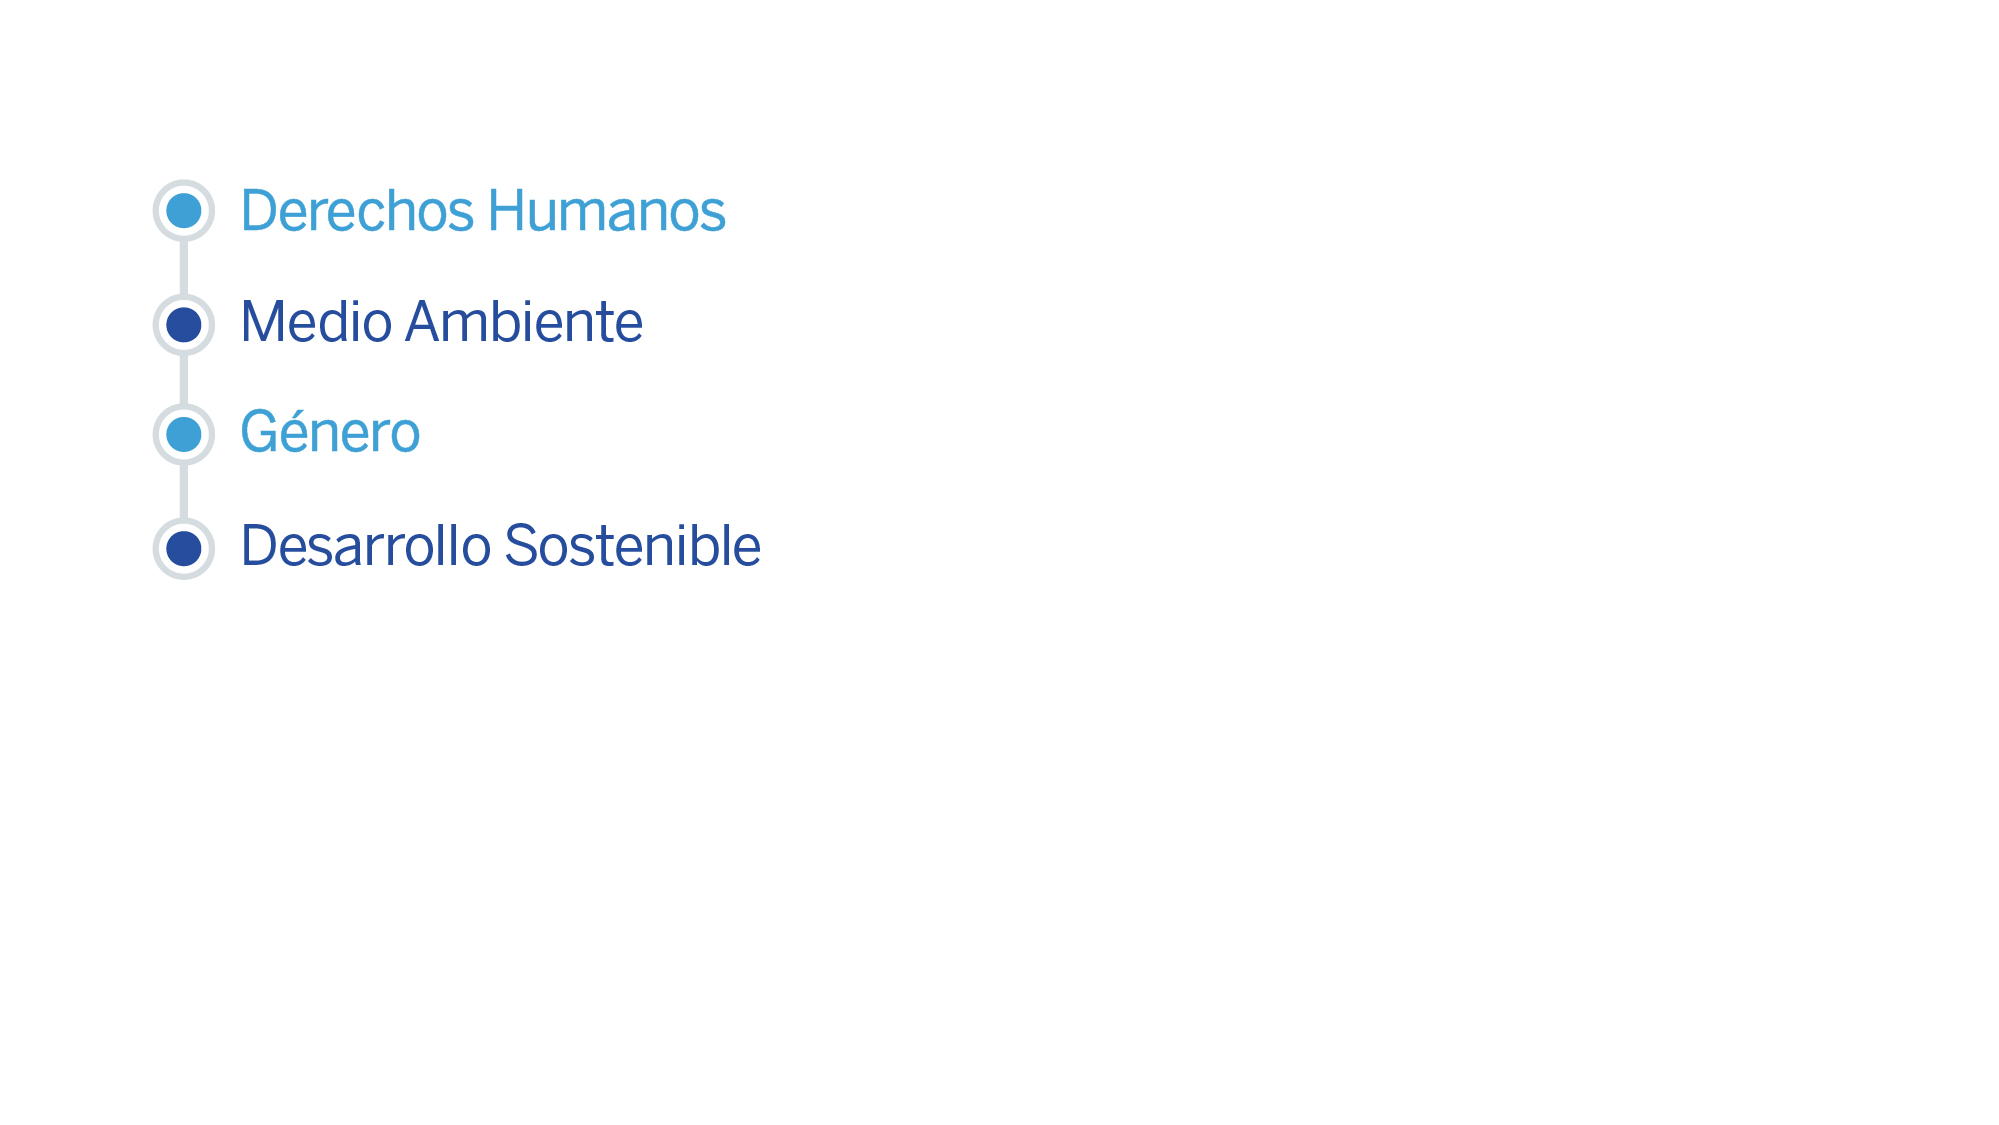 Derechos Humanos
Medio Ambiente
Género
Desarrollo Sostenible